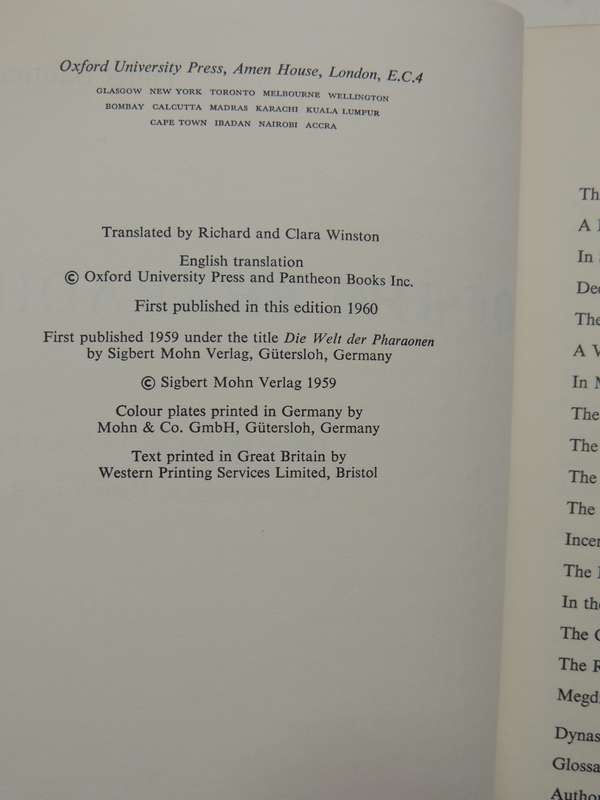 Oxford University Press, Amen House, London, E.C.4
GLASGOW NEW YORK TORONTO MELBOURNE WELLINGTON
BOMBAY CALCUTTA MADRAS KARACHI KUALA LUMPUR
CAPE TOWN IBADAN NAIROBI ACCRA
Translated by Richard and Clara Winston
English translation
© Oxford University Press and Pantheon Books Inc.
First published in this edition 1960
First published 1959 under the title Die Welt der Pharaonen
by Sigbert Mohn Verlag, Gütersloh, Germany
© Sigbert Mohn Verlag 1959
Colour plates printed in Germany by
Mohn & Co. GmbH, Gütersloh, Germany
Text printed in Great Britain by
Western Printing Services Limited, Bristol
A
In
The
A
In
The
The
The
The
The
In the
The
The